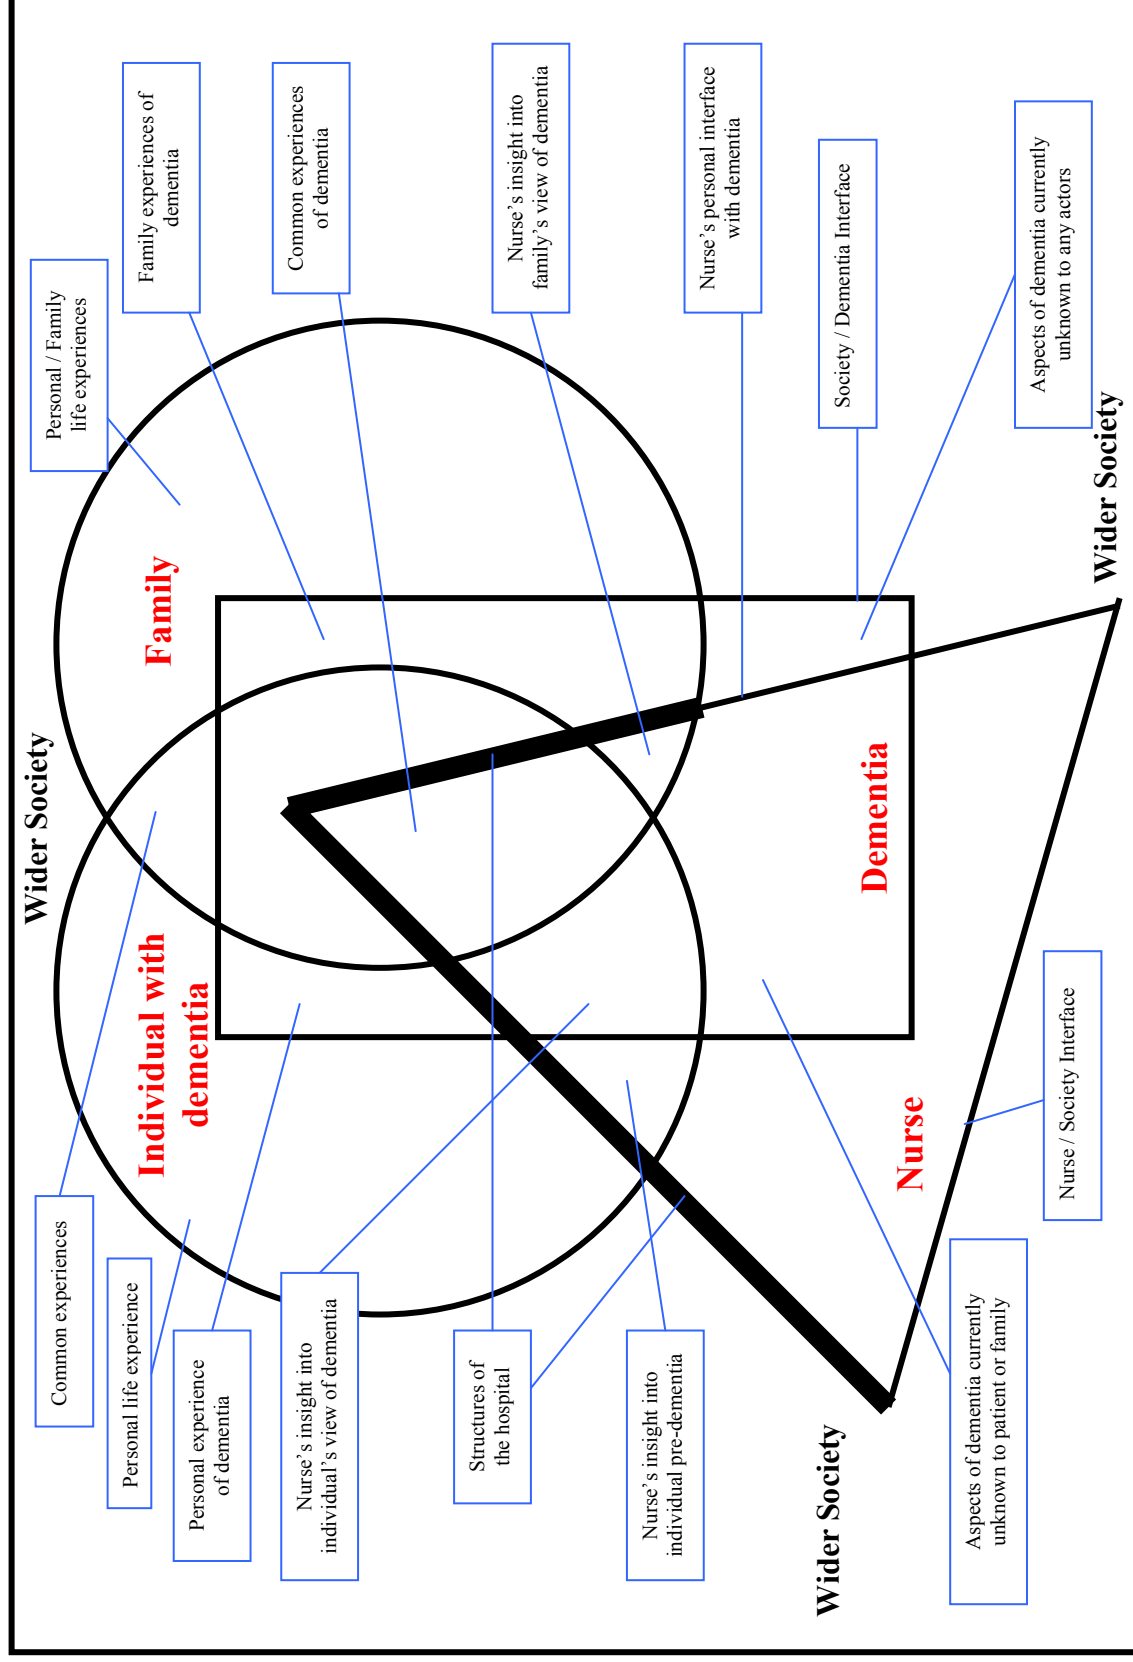 Wider Society
Common experiences
Personal life experience
Personal experience
of dementia
Nurse's insight into
individual's view of dementia
Structures of
the hospital
Nurse's insight into
individual pre-dementia
Aspects of dementia currently
unknown to patient or family
Wider Society
Individual with
dementia
Family
Dementia
Nurse
Nurse / Society Interface
Personal / Family
life experiences
Family experiences of
dementia
Common experiences
of dementia
Nurse's insight into
family's view of dementia
Nurse's personal interface
with dementia
Society / Dementia Interface
Aspects of dementia currently
unknown to any actors
Wider Society